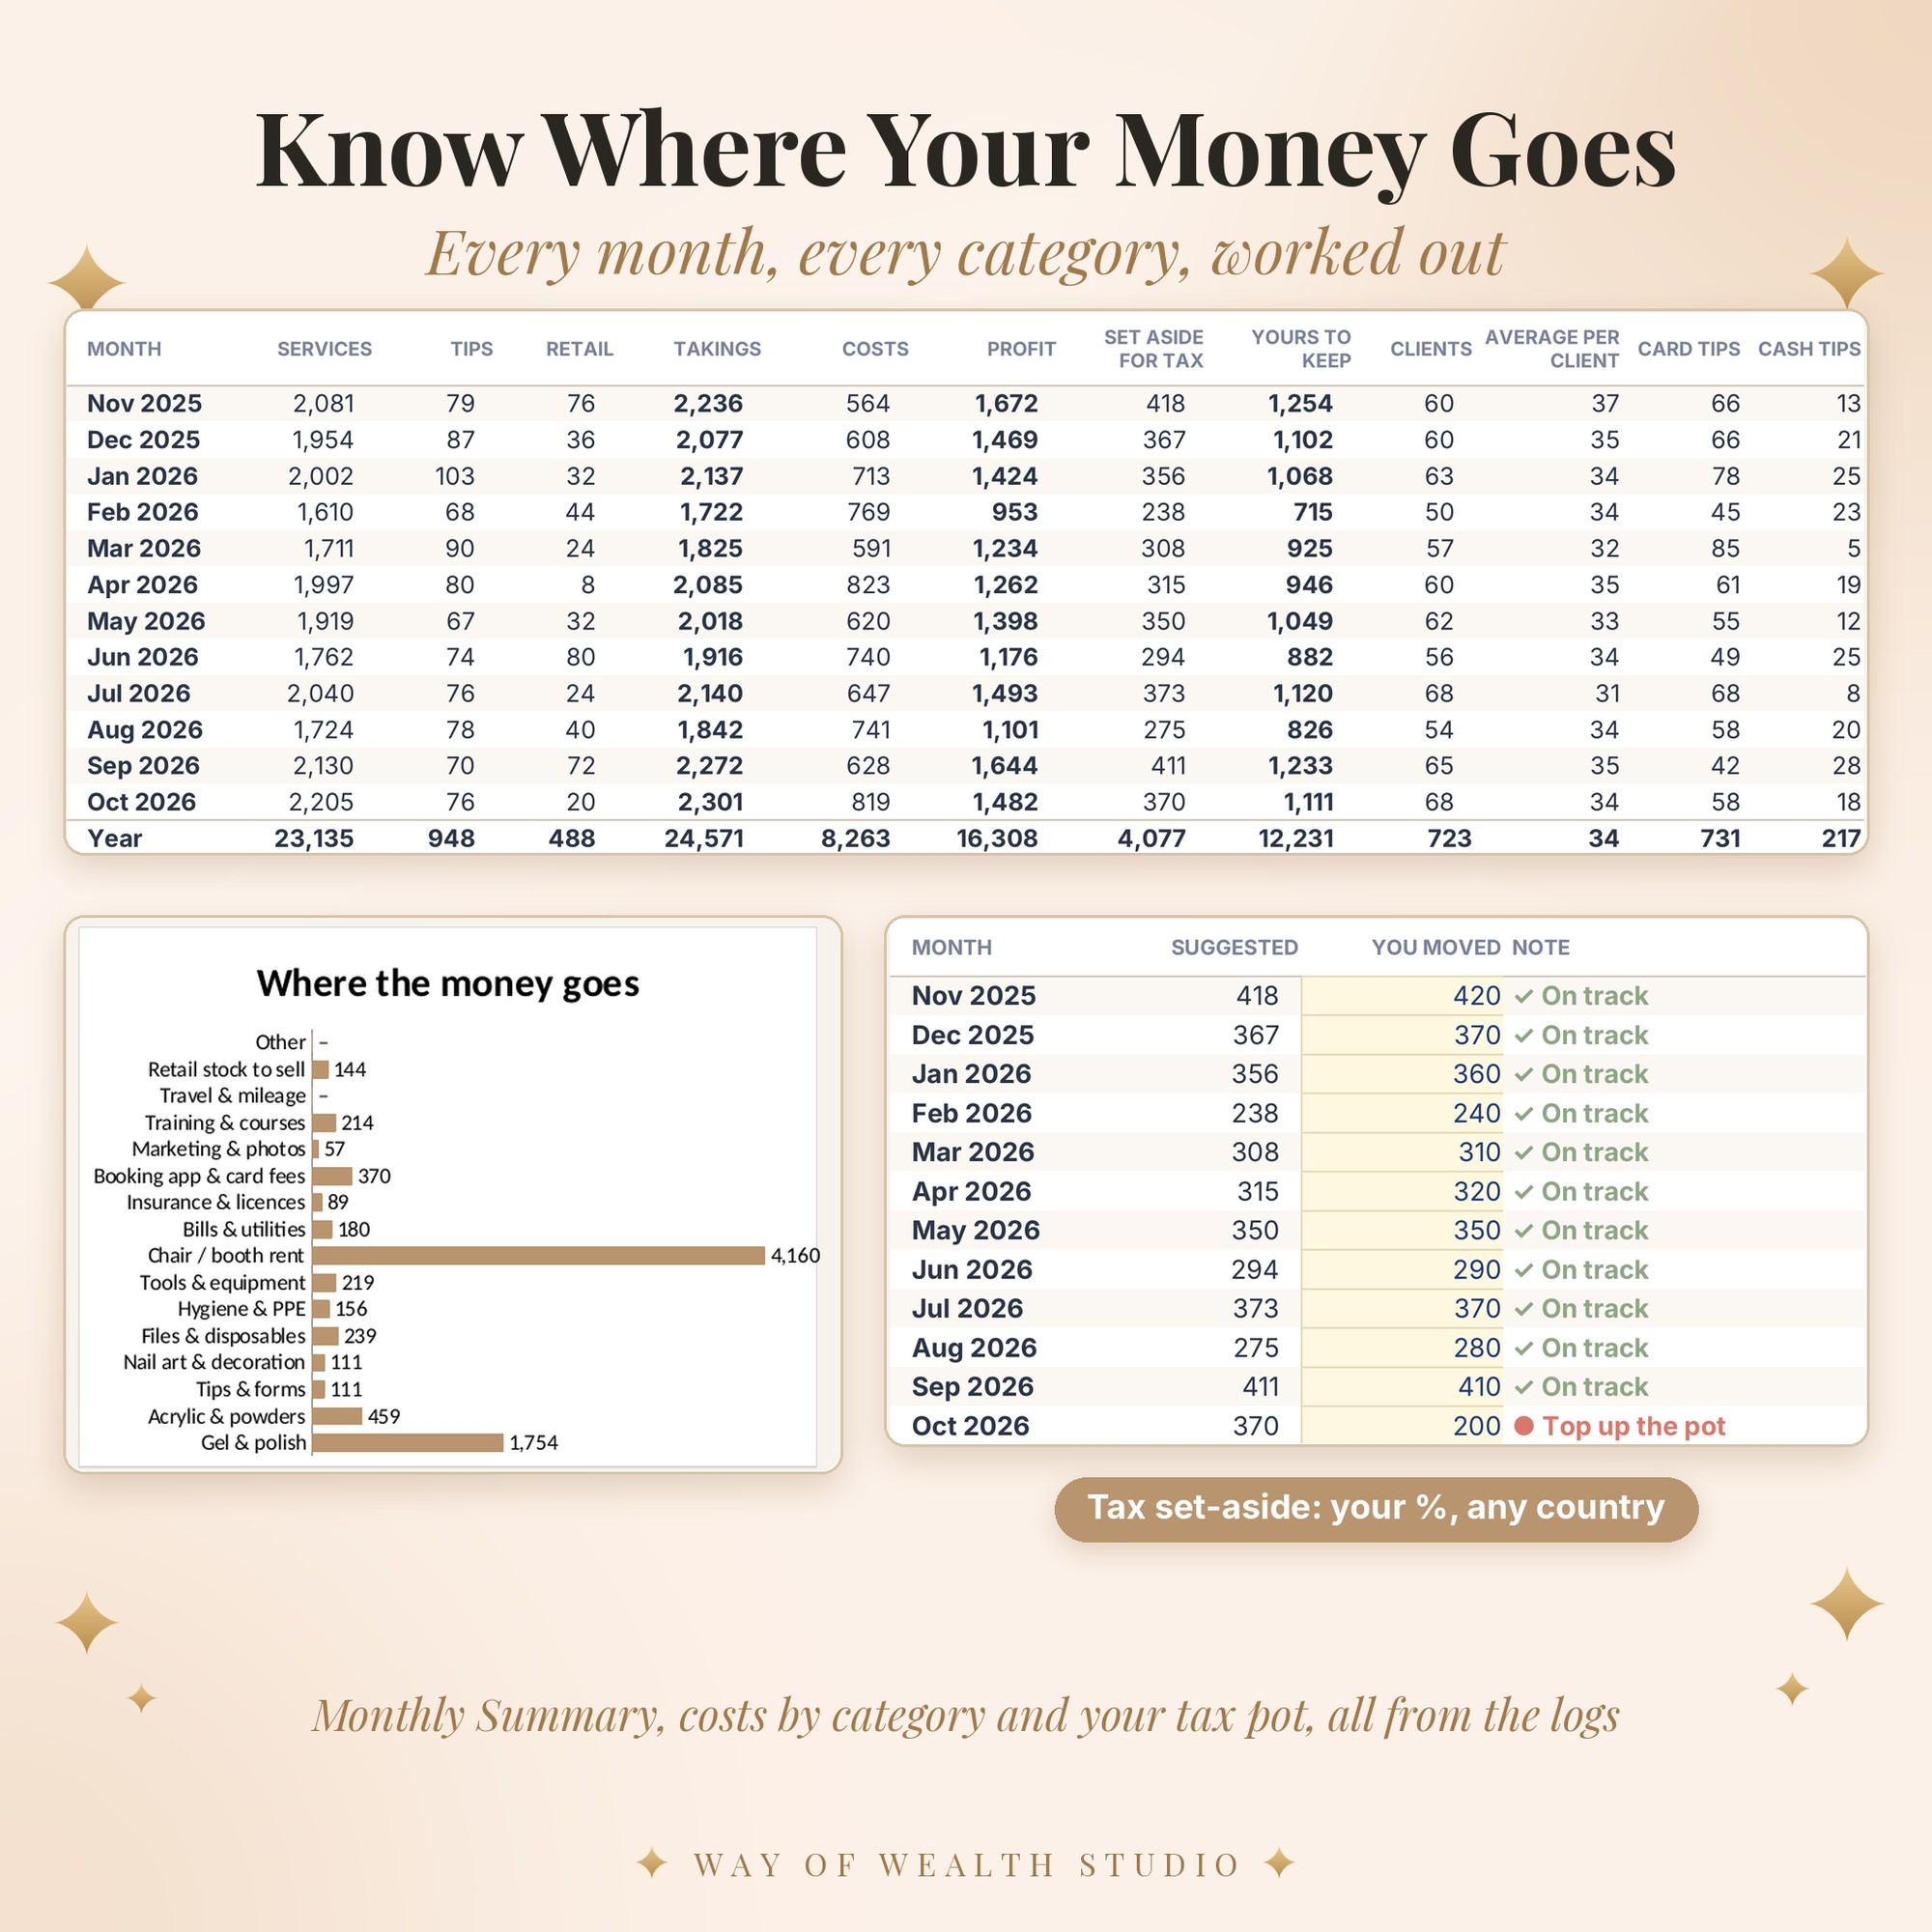 Know Where Your Money Goes
Every month, every category, worked out
MONTH SERVICES TIPS RETAIL TAKINGS COSTS PROFIT SET ASIDE FOR TAX YOURS TO KEEP CLIENTS AVERAGE PER CLIENT CARD TIPS CASH TIPS
Nov 2025 2,081 79 76 2,236 564 1,672 418 1,254 60 37 66 13
Dec 2025 1,954 87 36 2,077 608 1,469 367 1,102 60 35 66 21
Jan 2026 2,002 103 32 2,137 713 1,424 356 1,068 63 34 78 25
Feb 2026 1,610 68 44 1,722 769 953 238 715 50 34 45 23
Mar 2026 1,711 90 24 1,825 591 1,234 308 925 57 32 85 5
Apr 2026 1,997 80 8 2,085 823 1,262 315 946 60 35 61 19
May 2026 1,919 67 32 2,018 620 1,398 350 1,049 62 33 55 12
Jun 2026 1,762 74 80 1,916 740 1,176 294 882 56 34 49 25
Jul 2026 2,040 76 24 2,140 647 1,493 373 1,120 68 31 68 8
Aug 2026 1,724 78 40 1,842 741 1,101 275 826 54 34 58 20
Sep 2026 2,130 70 72 2,272 628 1,644 411 1,233 65 35 42 28
Oct 2026 2,205 76 20 2,301 819 1,482 370 1,111 68 34 58 18
Year 23,135 948 488 24,571 8,263 16,308 4,077 12,231 723 34 731 217
Where the money goes
Other –
Retail stock to sell 144
Travel & mileage –
Training & courses 214
Marketing & photos 57
Booking app & card fees 370
Insurance & licences 89
Bills & utilities 180
Chair / booth rent 4,160
Tools & equipment 219
Hygiene & PPE 156
Files & disposables 239
Nail art & decoration 111
Tips & forms 111
Acrylic & powders 459
Gel & polish 1,754
MONTH SUGGESTED YOU MOVED NOTE
Nov 2025 418 420 ✓ On track
Dec 2025 367 370 ✓ On track
Jan 2026 356 360 ✓ On track
Feb 2026 238 240 ✓ On track
Mar 2026 308 310 ✓ On track
Apr 2026 315 320 ✓ On track
May 2026 350 350 ✓ On track
Jun 2026 294 290 ✓ On track
Jul 2026 373 370 ✓ On track
Aug 2026 275 280 ✓ On track
Sep 2026 411 410 ✓ On track
Oct 2026 370 200 ● Top up the pot
Tax set-aside: your %, any country
Monthly Summary, costs by category and your tax pot, all from the logs
WAY OF WEALTH STUDIO